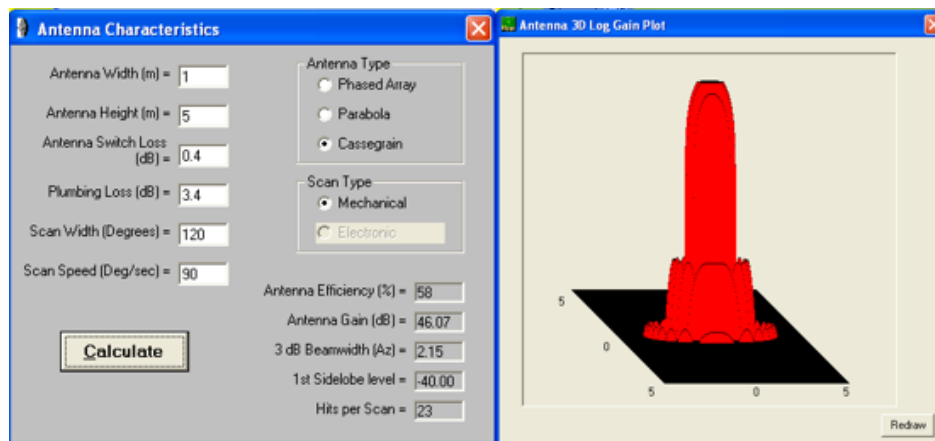 Antenna Characteristics
Antenna Width (m) = 1
Antenna Height (m) = 5
Antenna Switch Loss
(dB) = 0.4
Plumbing Loss (dB) = 3.4
Scan Width (Degrees) = 120
Scan Speed (Deg/sec) = 90
Calculate
Antenna Type
Phased Array
Parabola
Cassegrain
Scan Type
Mechanical
Electronic
Antenna Efficiency (%) = 58
Antenna Gain (dB) = 46.07
3 dB Beamwidth (Az) = 2.15
1st Sidelobe level = -40.00
Hits per Scan = 23
Antenna 3D Log Gain Plot
5
0
5
0
5
Redraw